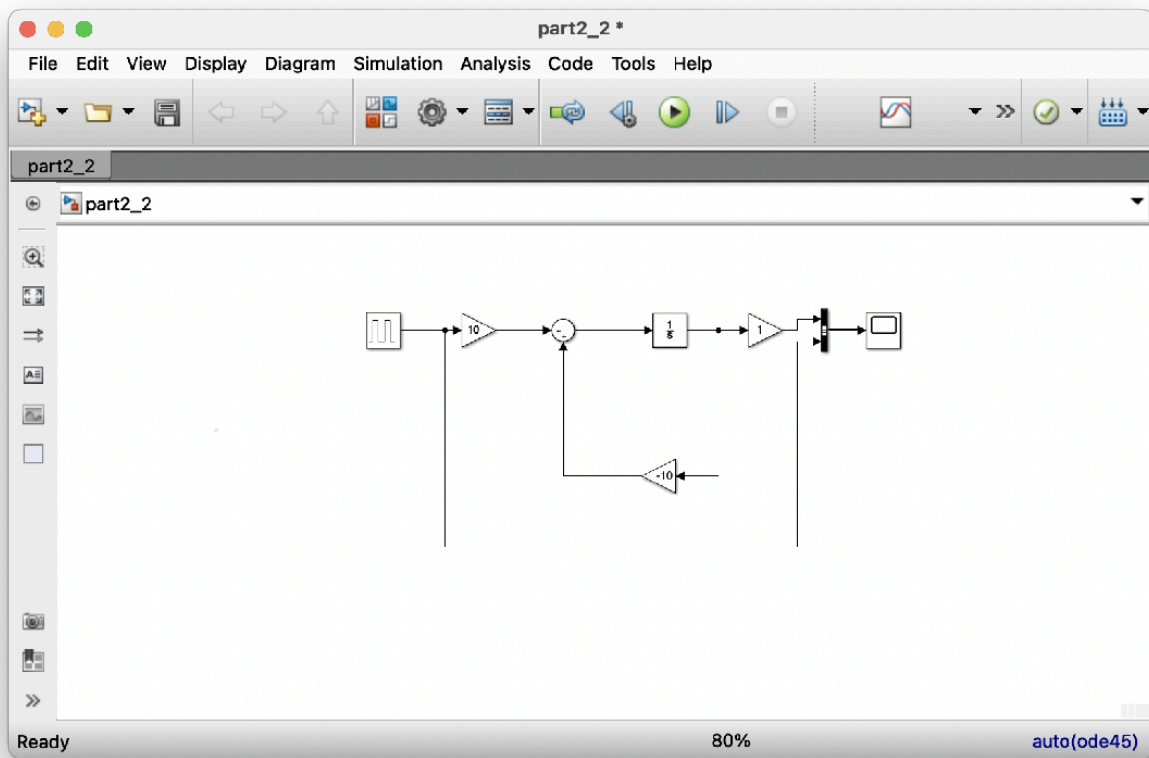 part2_2 *
File Edit View Display Diagram Simulation Analysis Code Tools Help
part2_2
part2_2
10
1
s
1
-10
Ready 80% auto(ode45)